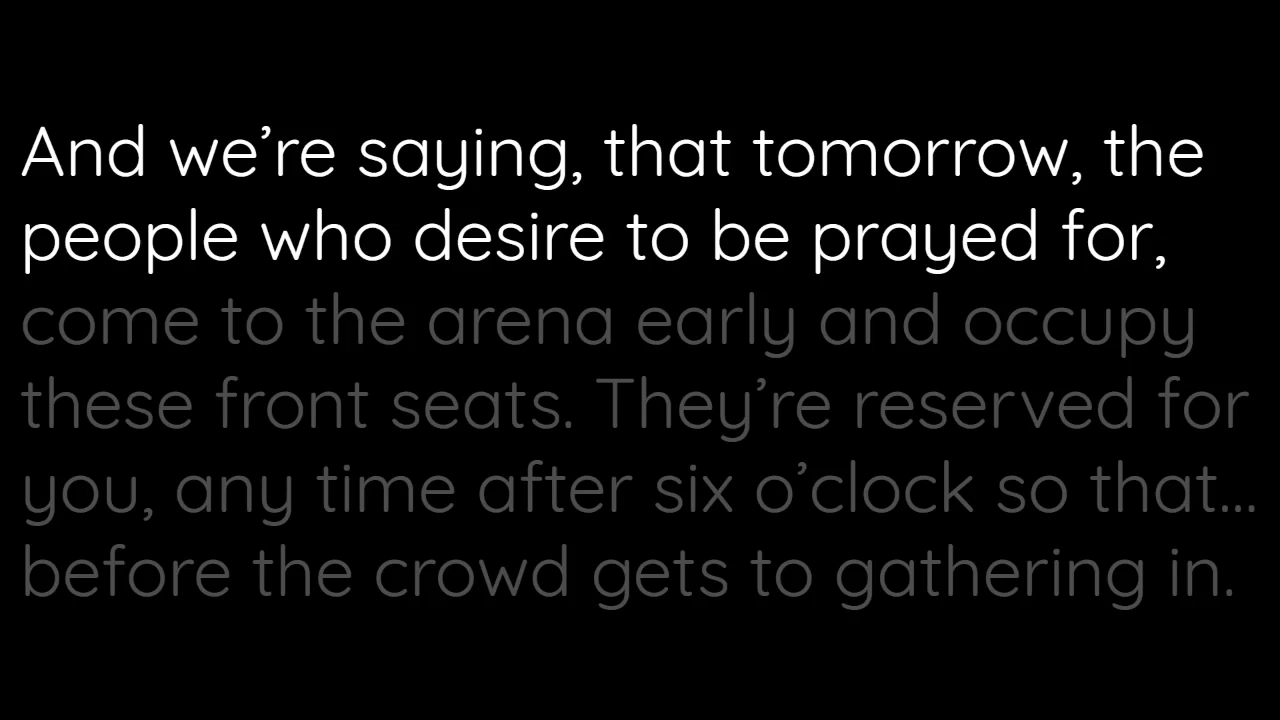 And we’re saying, that tomorrow, the
people who desire to be prayed for,
come to the arena early and occupy
these front seats. They’re reserved for
you, any time after six o’clock so that...
before the crowd gets to gathering in.